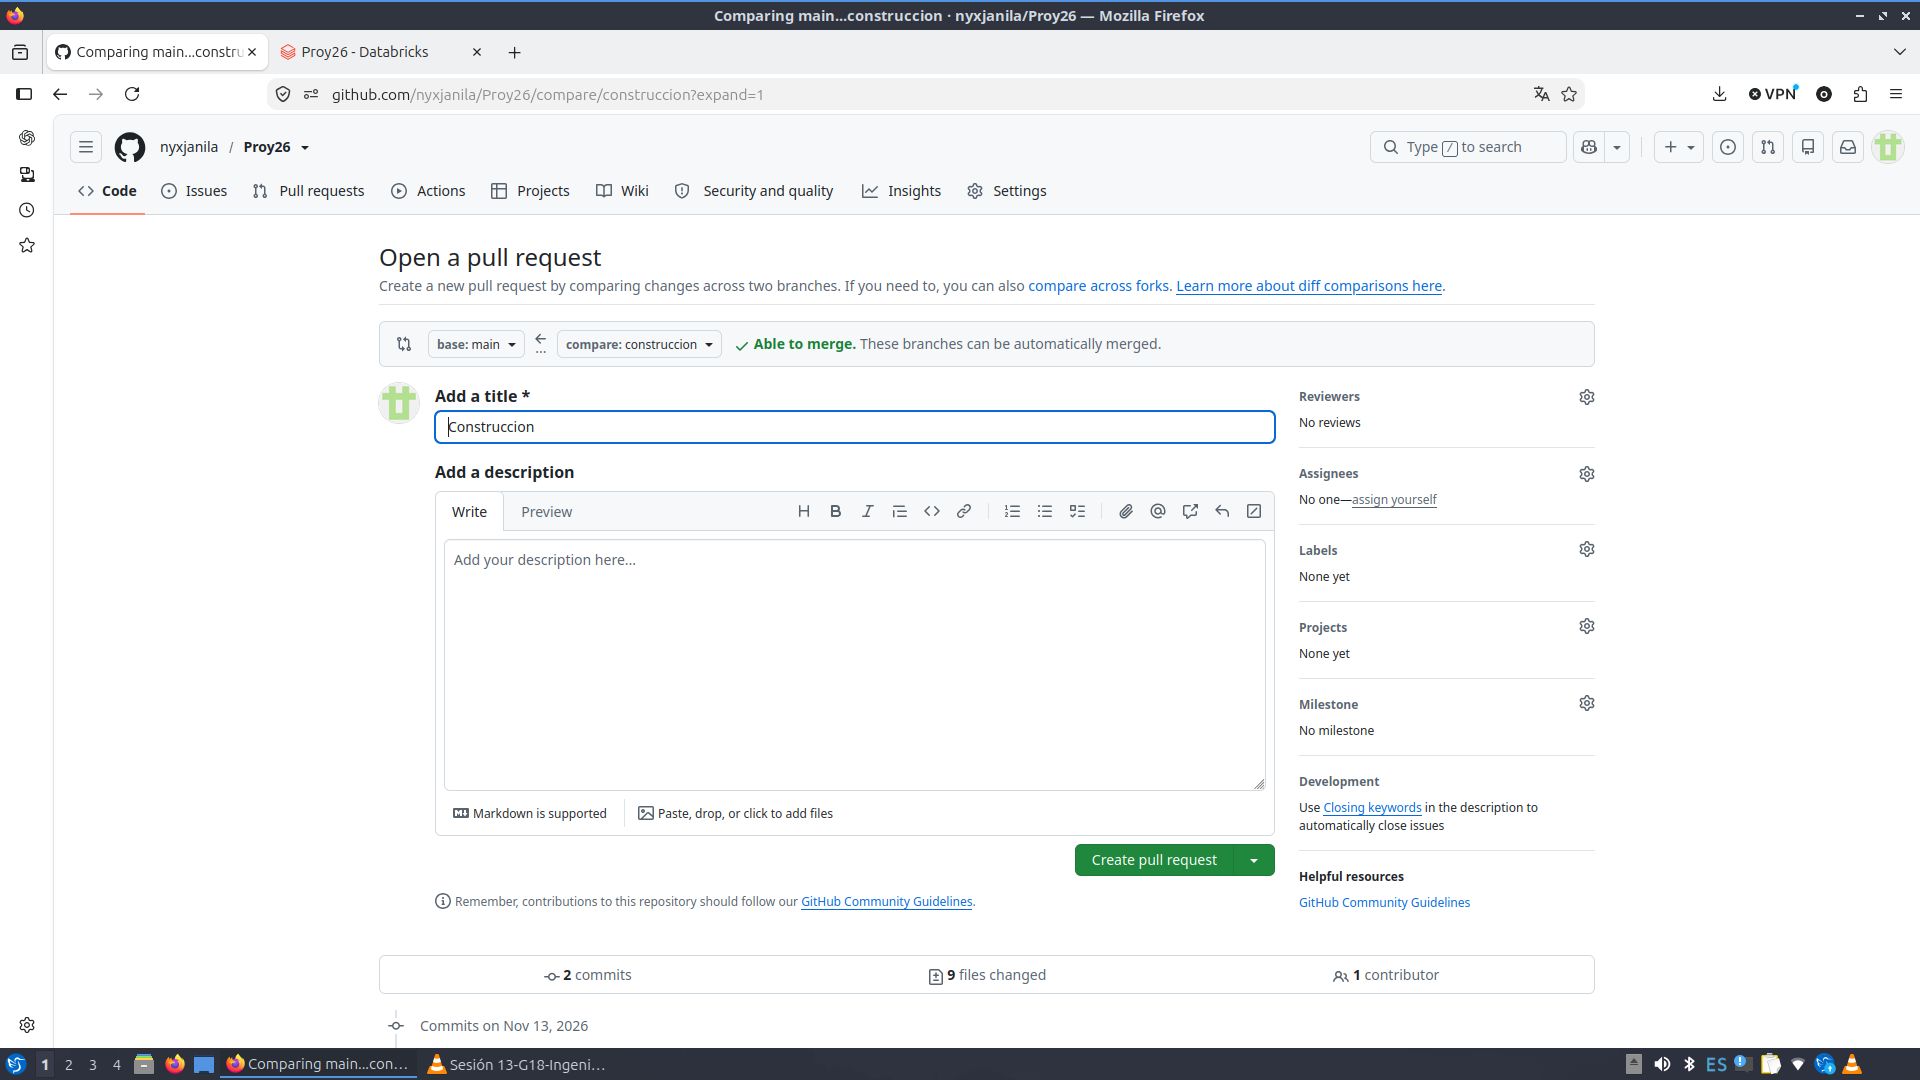 Comparing main...construccion · nyxjanila/Proy26 — Mozilla Firefox
Comparing main...constru
Proy26 - Databricks
github.com/nyxjanila/Proy26/compare/construccion?expand=1
VPN
nyxjanila / Proy26
Type / to search
Code
Issues
Pull requests
Actions
Projects
Wiki
Security and quality
Insights
Settings
Open a pull request
Create a new pull request by comparing changes across two branches. If you need to, you can also compare across forks. Learn more about diff comparisons here.
base: main
...
compare: construccion
Able to merge. These branches can be automatically merged.
Add a title *
Construccion
Add a description
Write
Preview
Add your description here...
Markdown is supported
Paste, drop, or click to add files
Create pull request
Remember, contributions to this repository should follow our GitHub Community Guidelines.
Reviewers
No reviews
Assignees
No one—assign yourself
Labels
None yet
Projects
None yet
Milestone
No milestone
Development
Use Closing keywords in the description to
automatically close issues
Helpful resources
GitHub Community Guidelines
2 commits
9 files changed
1 contributor
Commits on Nov 13, 2026
1 2 3 4
Comparing main...con...
Sesión 13-G18-Ingeni...
ES